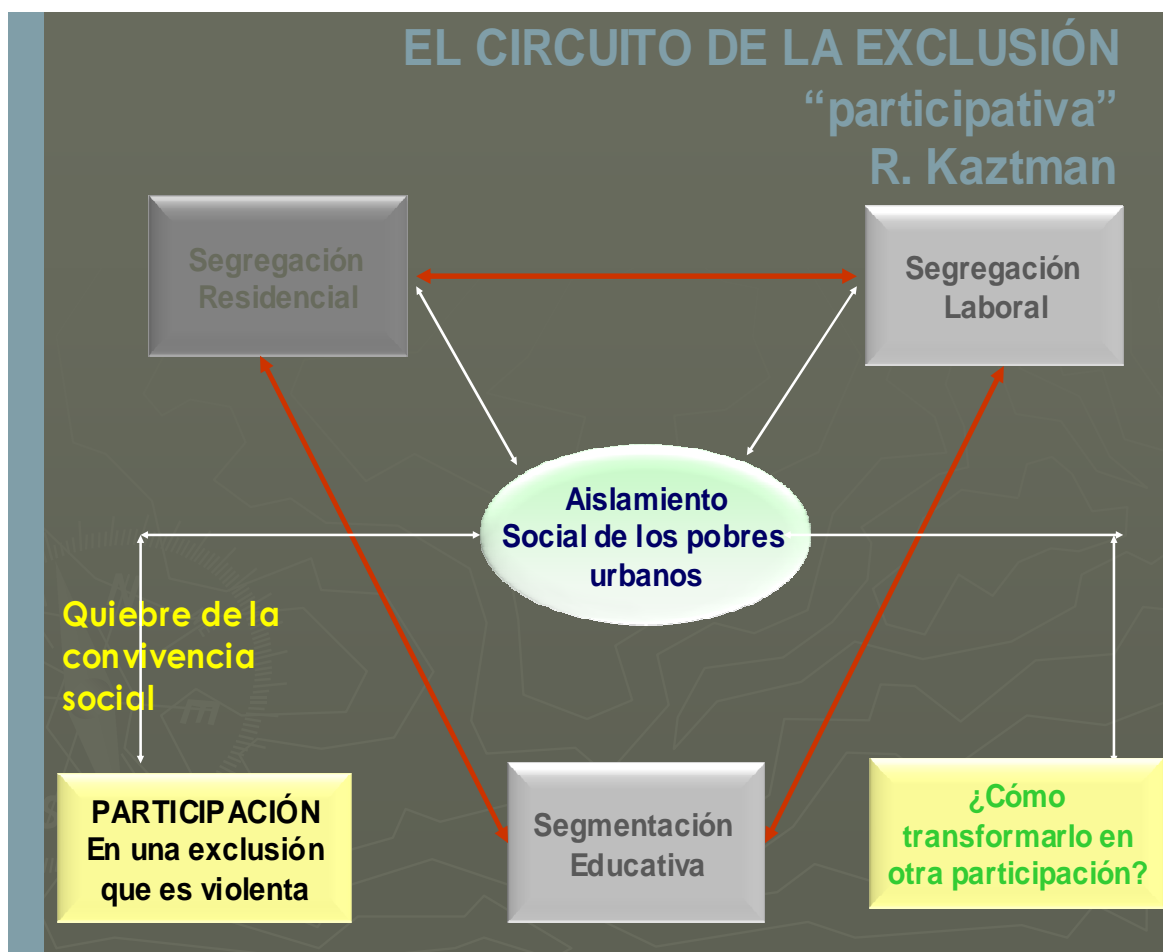 EL CIRCUITO DE LA EXCLUSIÓN
“participativa”
R. Kaztman
Segregación
Residencial
Segregación
Laboral
Aislamiento
Social de los pobres
urbanos
Quiebre de la
convivencia
social
PARTICIPACIÓN
En una exclusión
que es violenta
Segmentación
Educativa
¿Cómo
transformarlo en
otra participación?